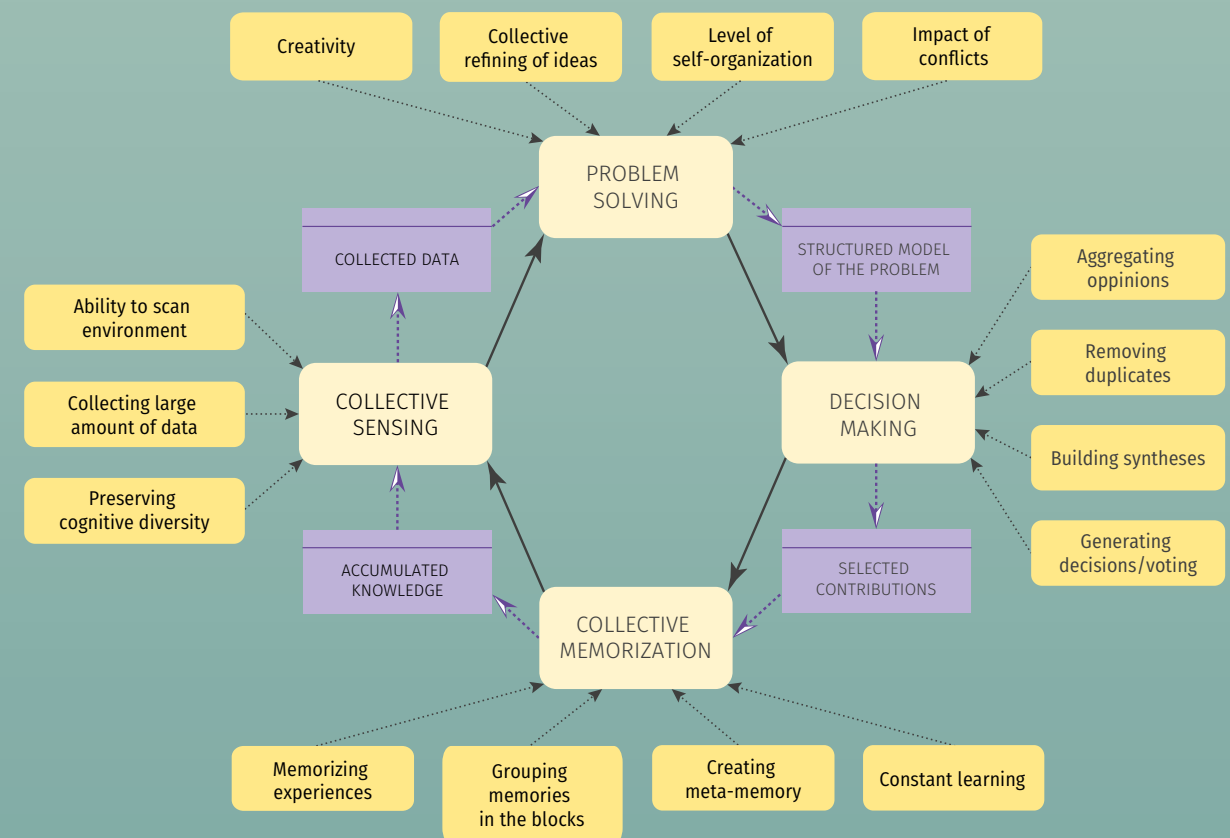 Creativity
Collective
refining of ideas
Level of
self-organization
Impact of
conflicts
PROBLEM
SOLVING
COLLECTED DATA
STRUCTURED MODEL
OF THE PROBLEM
Ability to scan
environment
Collecting large
amount of data
Preserving
cognitive diversity
COLLECTIVE
SENSING
DECISION
MAKING
Aggregating
oppinions
Removing
duplicates
Building syntheses
Generating
decisions/voting
ACCUMULATED
KNOWLEDGE
SELECTED
CONTRIBUTIONS
COLLECTIVE
MEMORIZATION
Memorizing
experiences
Grouping
memories
in the blocks
Creating
meta-memory
Constant learning